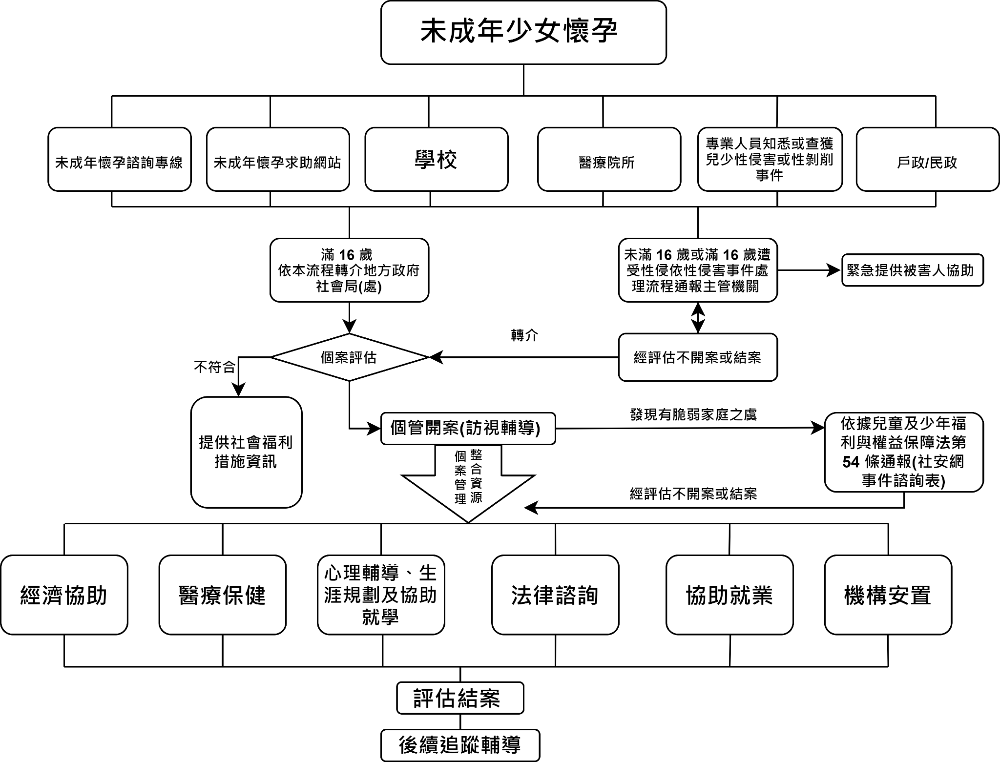 未成年少女懷孕
未成年懷孕諮詢專線
未成年懷孕求助網站
學校
醫療院所
專業人員知悉或查獲
兒少性侵害或性剝削
事件
戶政/民政
滿 16 歲
依本流程轉介地方政府
社會局(處)
未滿 16 歲或滿 16 歲遭
受性侵依性侵害事件處
理流程通報主管機關
緊急提供被害人協助
個案評估
轉介
經評估不開案或結案
不符合
提供社會福利
措施資訊
個管開案(訪視輔導)
發現有脆弱家庭之虞
依據兒童及少年福
利與權益保障法第
54 條通報(社安網
事件諮詢表)
整合資源
個案管理
經評估不開案或結案
經濟協助
醫療保健
心理輔導、生
涯規劃及協助
就學
法律諮詢
協助就業
機構安置
評估結案
後續追蹤輔導